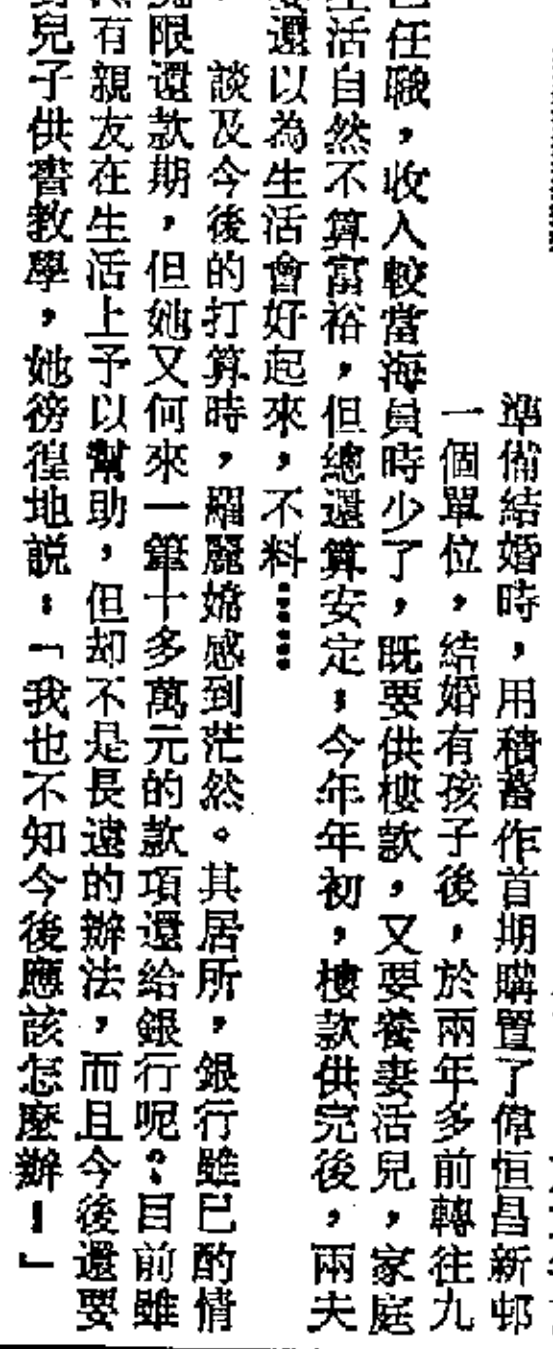 準備結婚時，用積蓄作首期購置了偉恒昌新邨
一個單位，結婚有孩子後，於兩年多前轉往九
任職，收入較當海員時少了，既要供樓款，又要養妻活兒，家庭
生活自然不算富裕，但總還算安定；今年年初，樓款供完後，兩夫
還以為生活會好起來，不料……
談及今後的打算時，羅麗嫦感到茫然。其居所，銀行雖已酌情
限還款期，但她又何來一筆十多萬元的款項還給銀行呢？目前雖
有親友在生活上予以幫助，但却不是長遠的辦法，而且今後還要
兒子供書教學，她徬徨地説：「我也不知今後應該怎麼辦！」